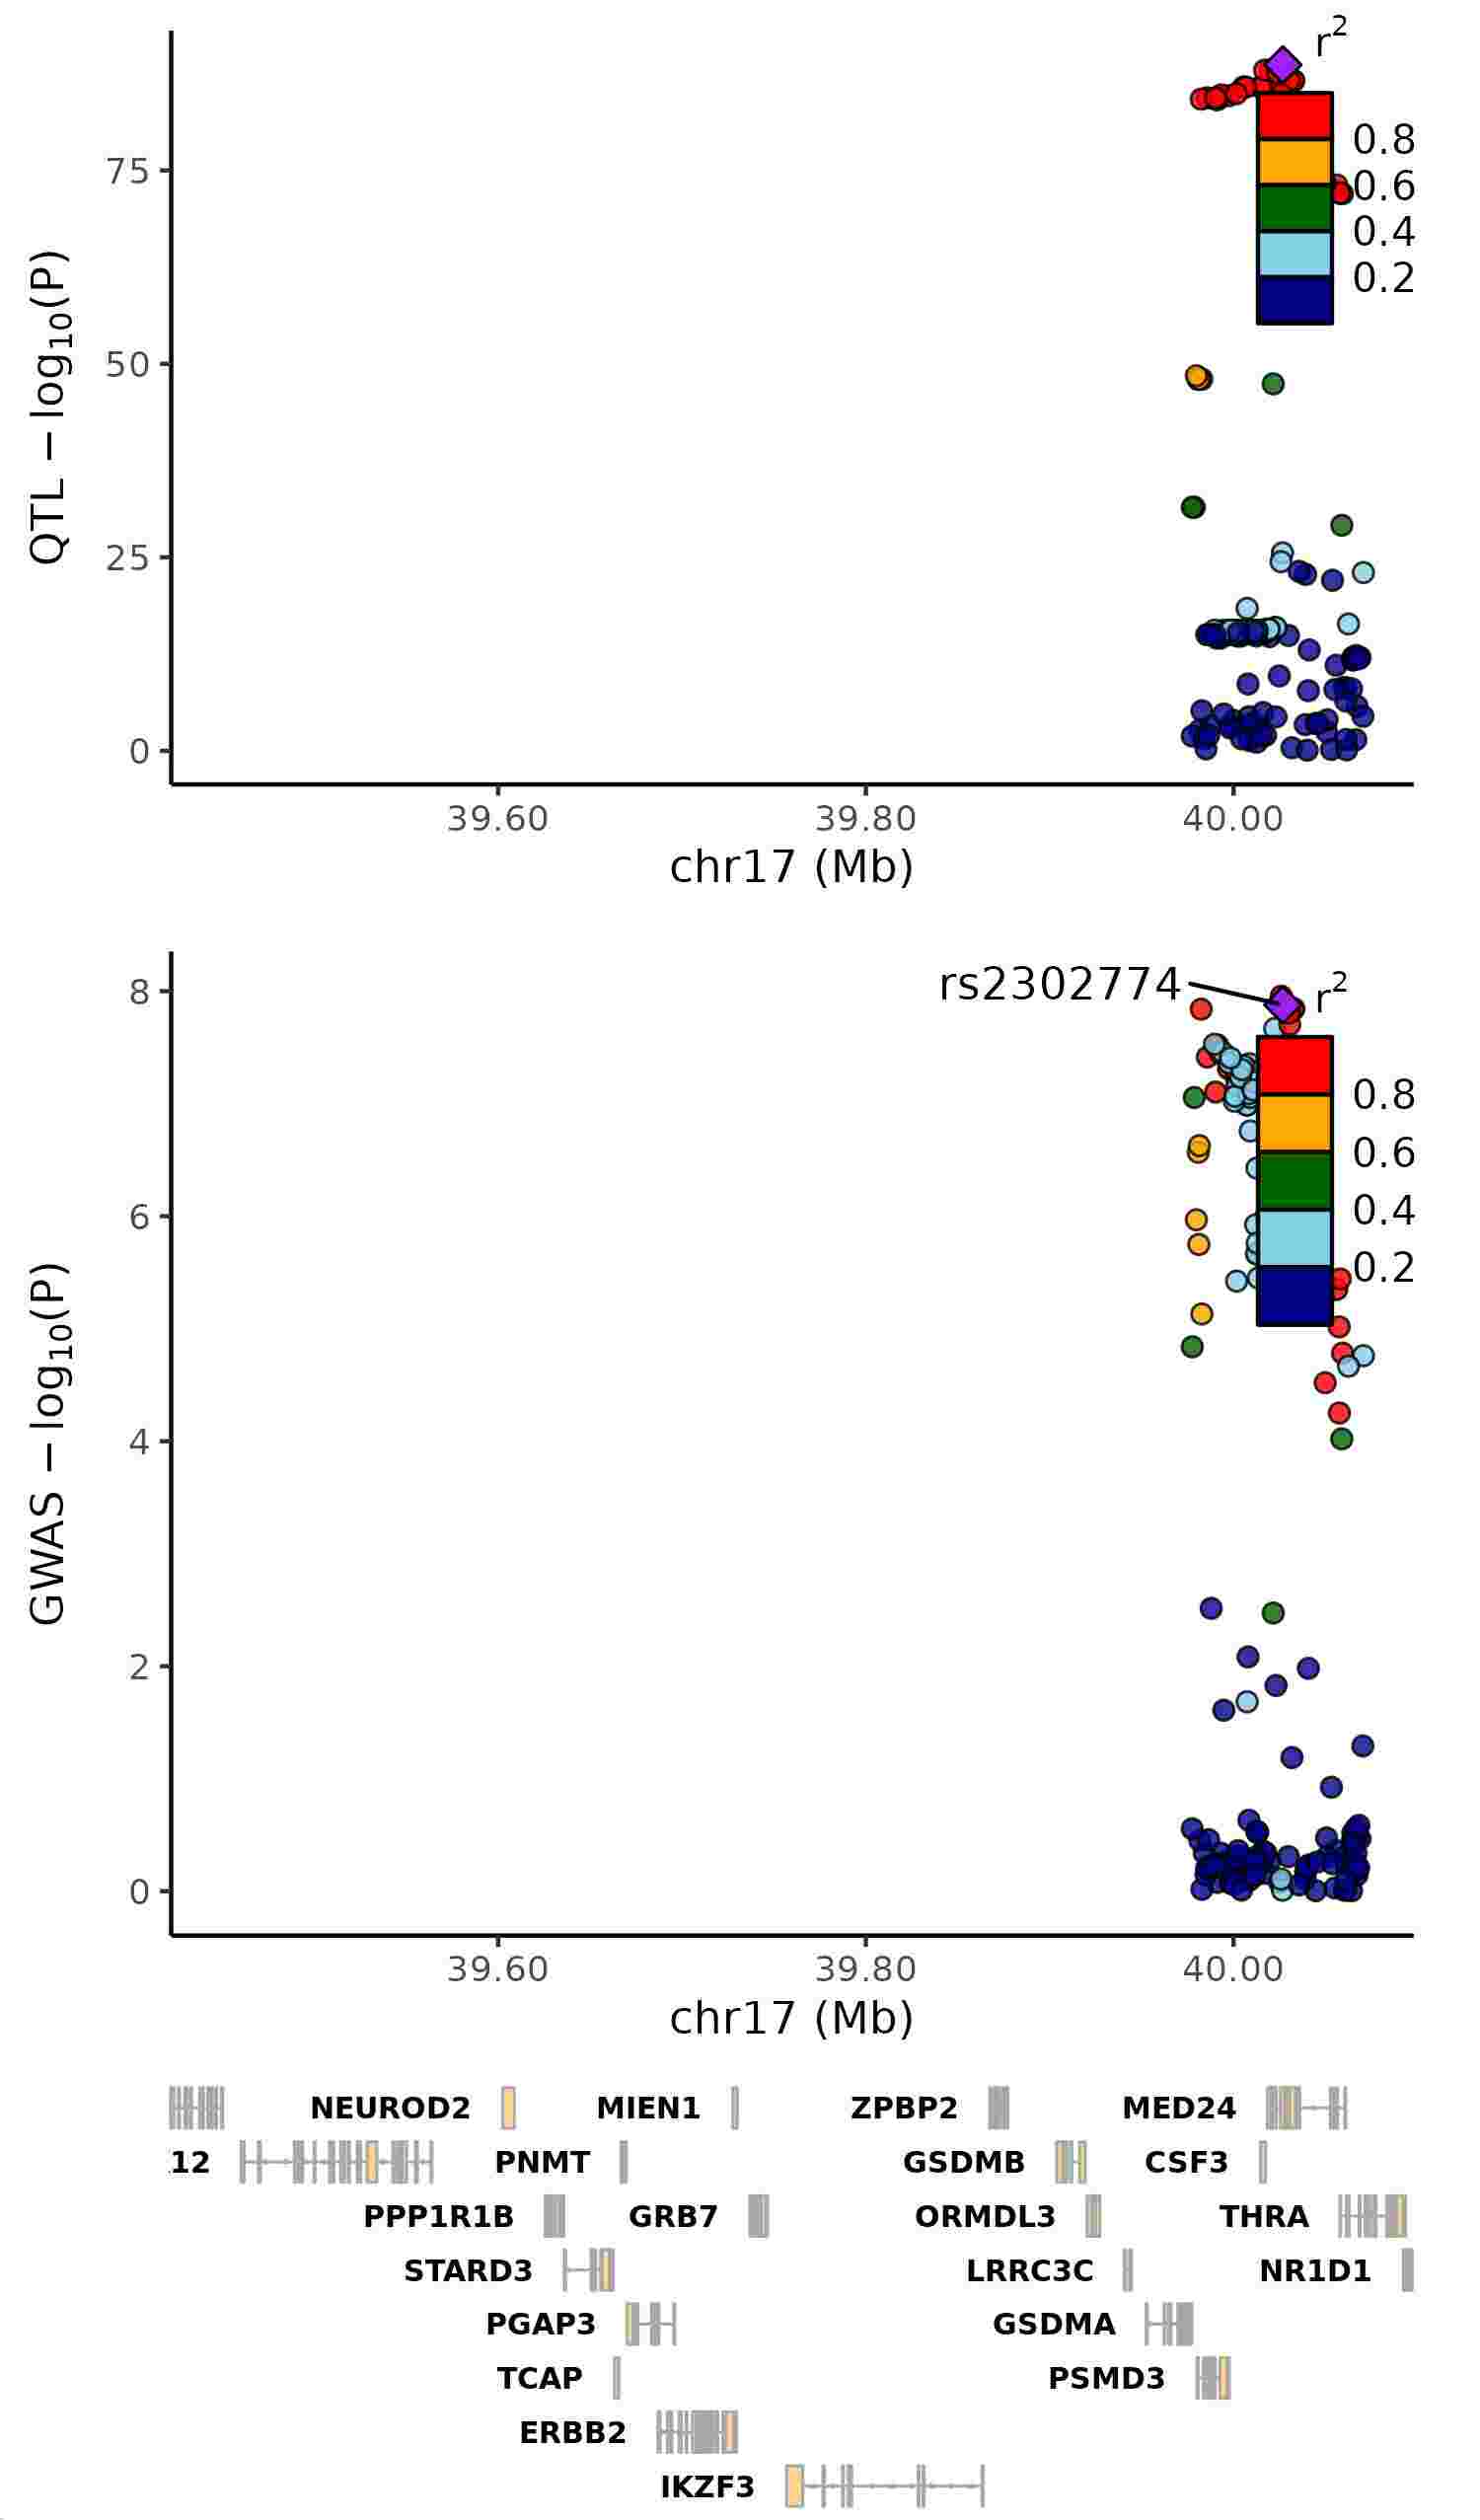 r2
75
50
25
0
0.8
0.6
0.4
0.2
QTL −log10(P)
39.60 39.80 40.00
chr17 (Mb)
rs2302774
r2
8
6
4
2
0
0.8
0.6
0.4
0.2
GWAS −log10(P)
39.60 39.80 40.00
chr17 (Mb)
NEUROD2 MIEN1 ZPBP2 MED24
12 PNMT GSDMB CSF3
PPP1R1B GRB7 ORMDL3 THRA
STARD3 LRRC3C NR1D1
PGAP3 GSDMA
TCAP PSMD3
ERBB2
IKZF3